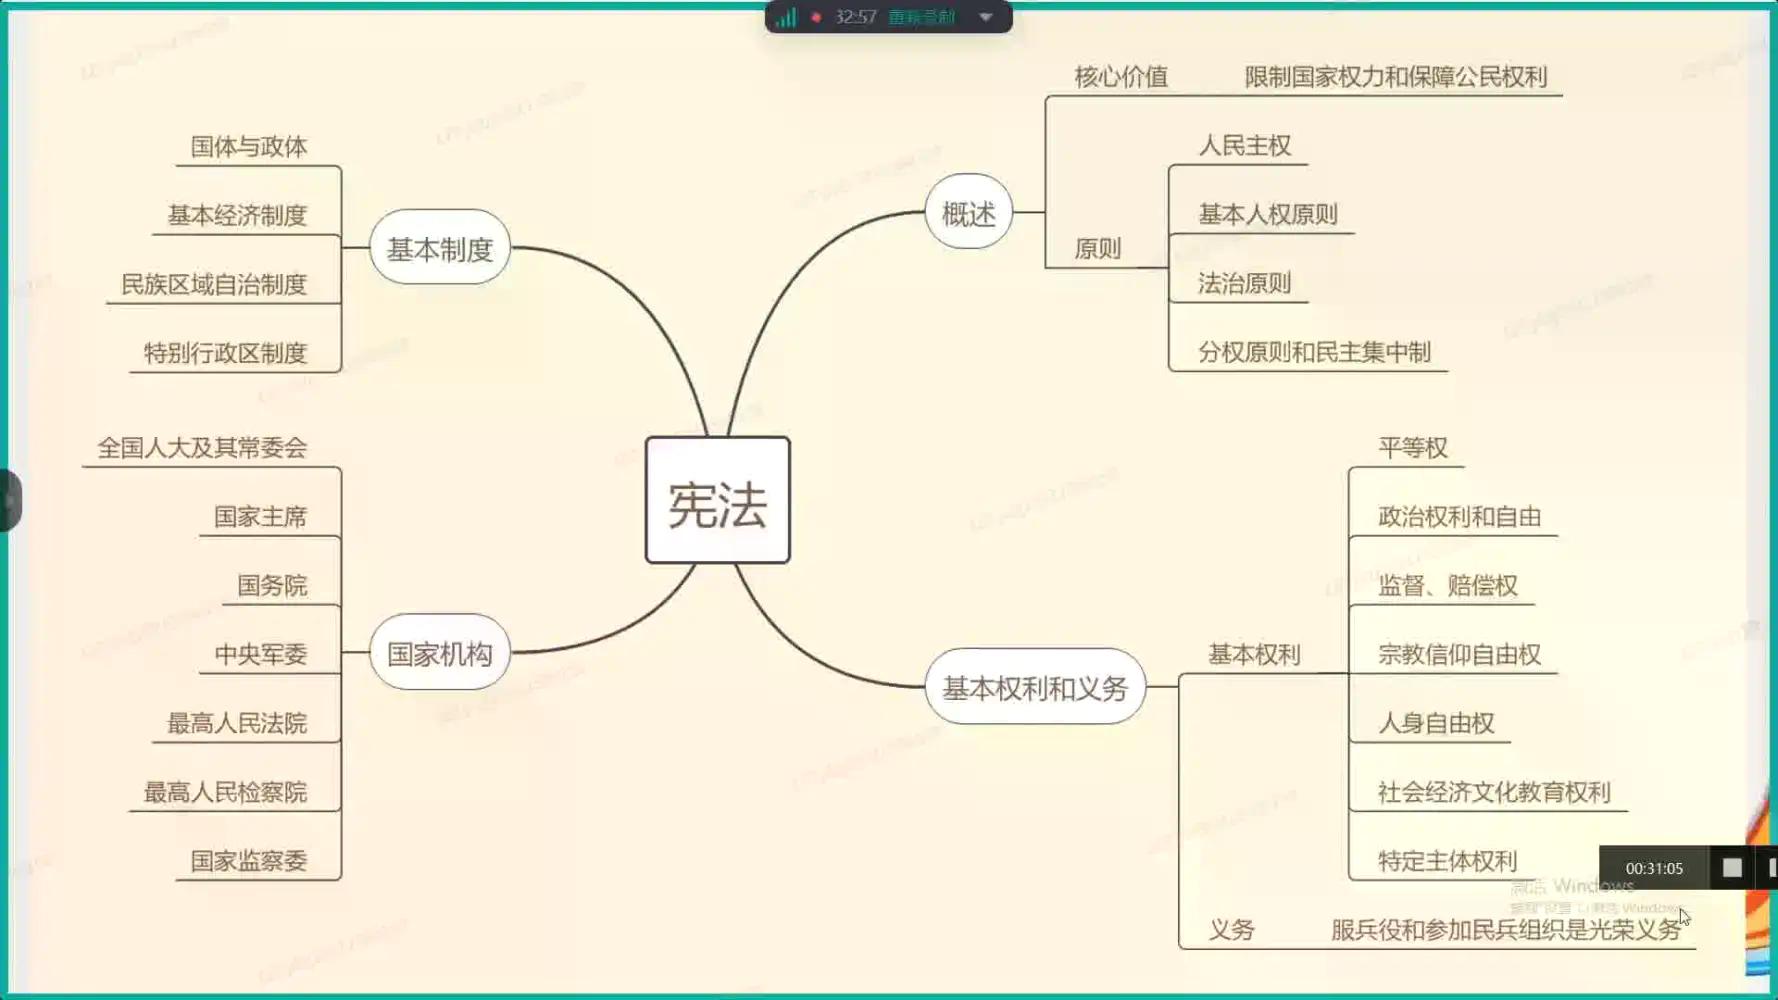 32:57
宪法
概述
核心价值
限制国家权力和保障公民权利
原则
人民主权
基本人权原则
法治原则
分权原则和民主集中制
基本权利和义务
基本权利
平等权
政治权利和自由
监督、赔偿权
宗教信仰自由权
人身自由权
社会经济文化教育权利
特定主体权利
义务
服兵役和参加民兵组织是光荣义务
基本制度
国体与政体
基本经济制度
民族区域自治制度
特别行政区制度
国家机构
全国人大及其常委会
国家主席
国务院
中央军委
最高人民法院
最高人民检察院
国家监察委
00:31:05
激活 Windows